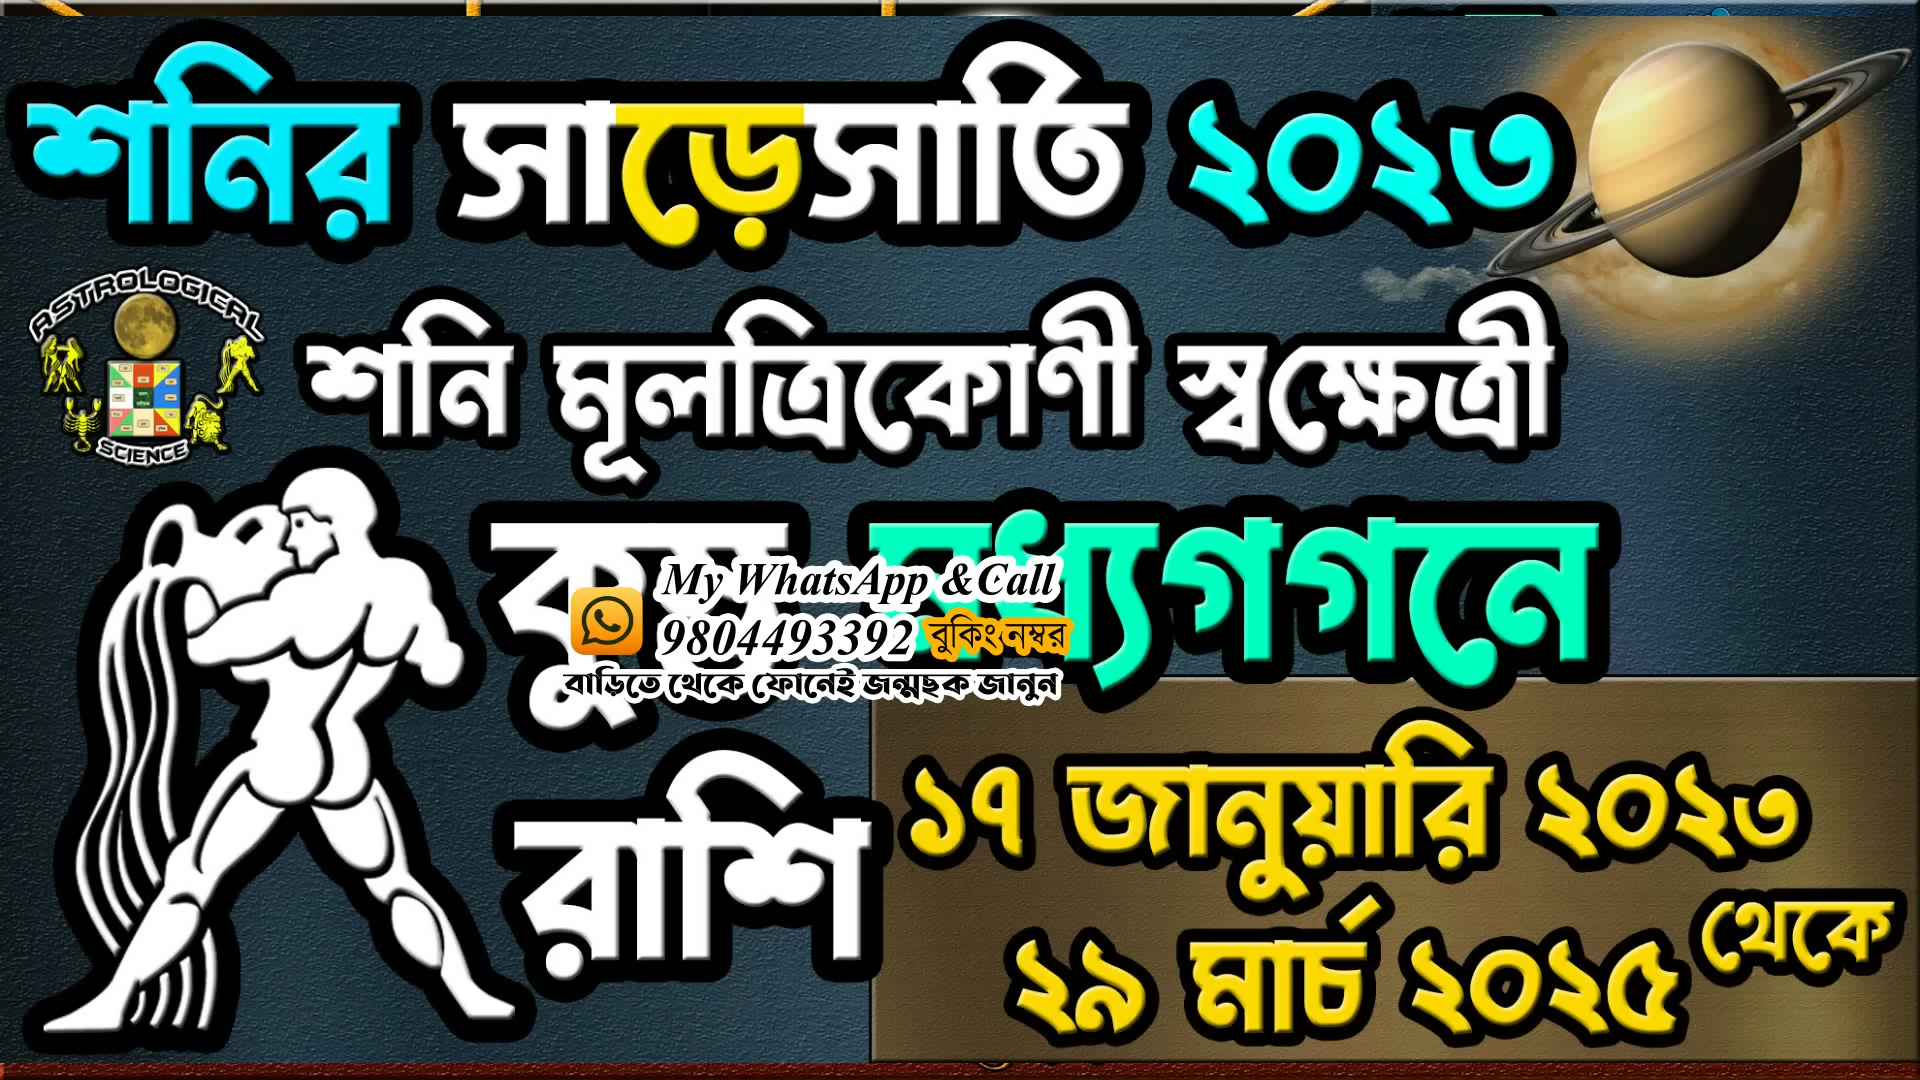 শনির সাড়েসাতি ২০২৩
ASTROLOGICAL
SCIENCE
শনি মূলত্রিকোণী স্বক্ষেত্রী
কুম্ভ মধ্যগগনে
My WhatsApp &Call
9804493392 বুকিং নম্বর
বাড়িতে থেকে ফোনেই জন্মছক জানুন
রাশি
১৭ জানুয়ারি ২০২৩
থেকে
২৯ মার্চ ২০২৫